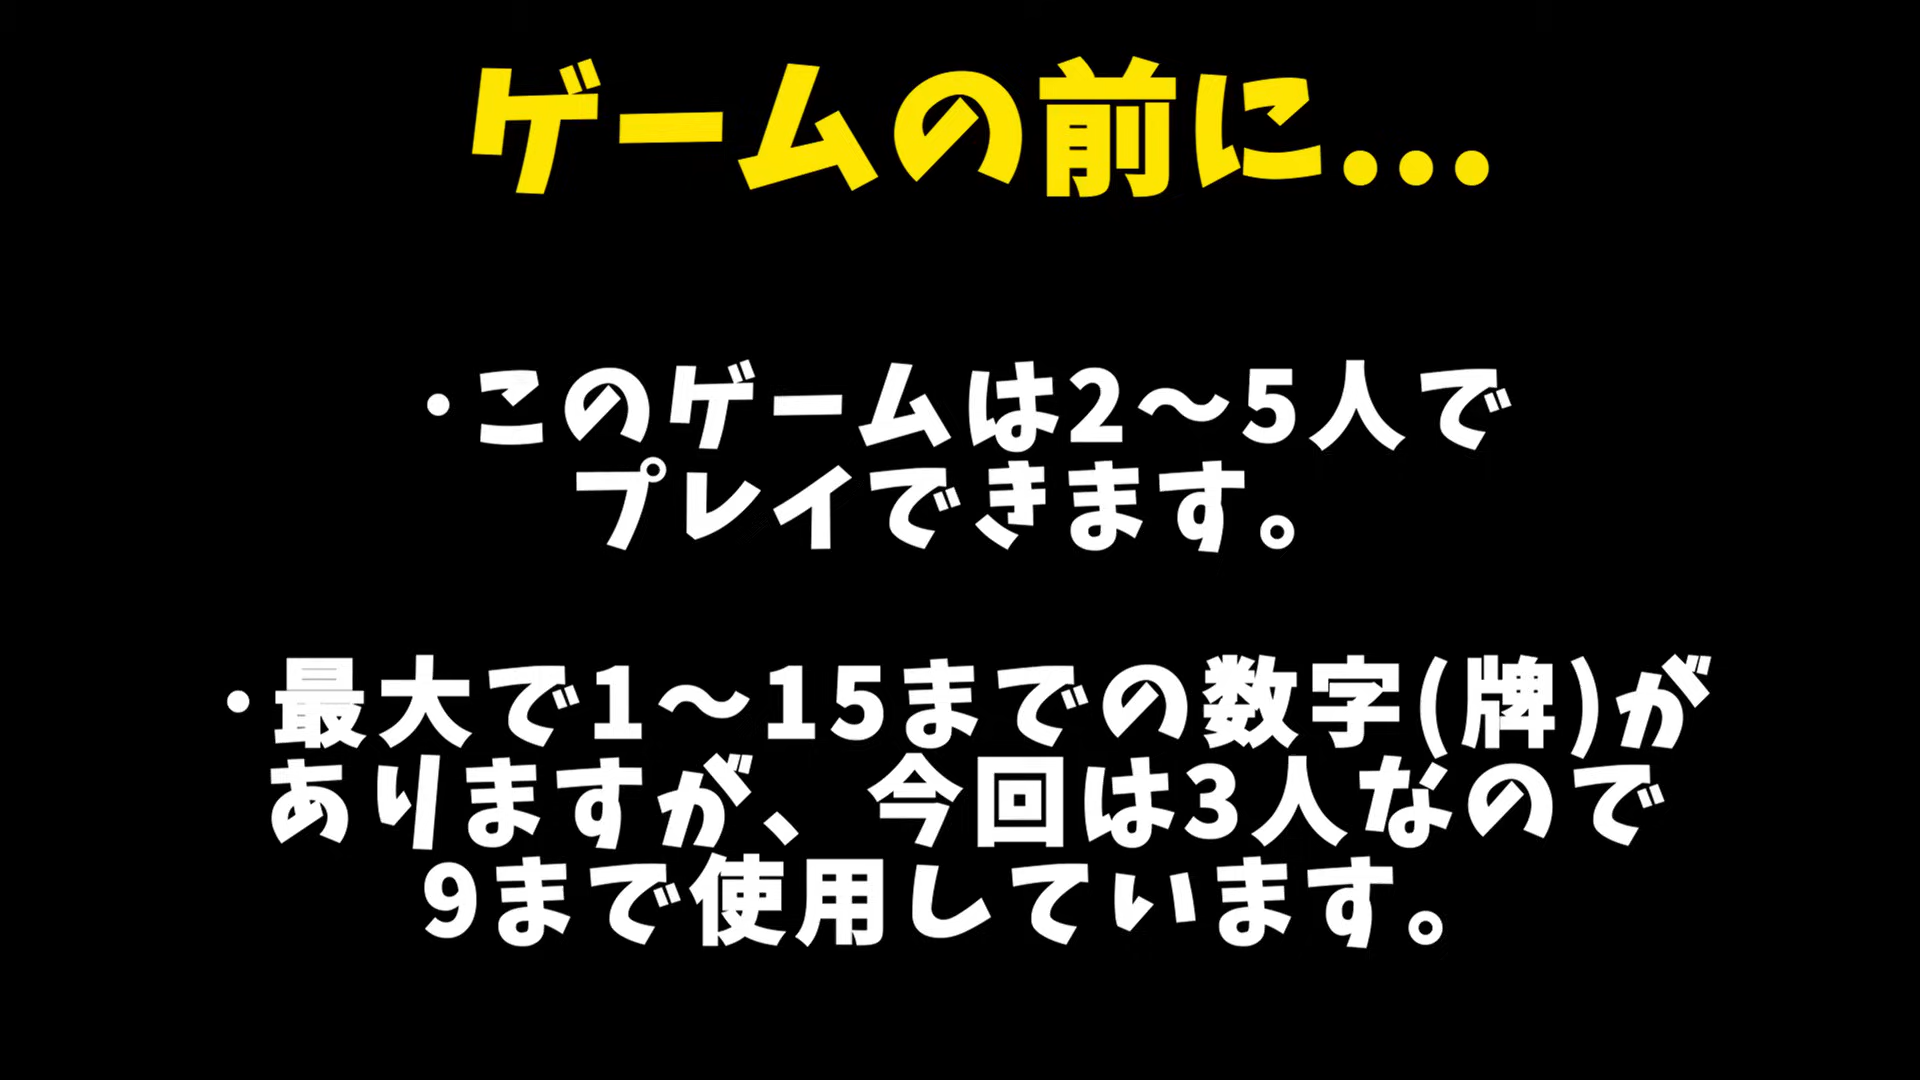 ゲームの前に...
・このゲームは2〜5人で
プレイできます。
・最大で1〜15までの数字(牌)が
ありますが、今回は3人なので
9まで使用しています。